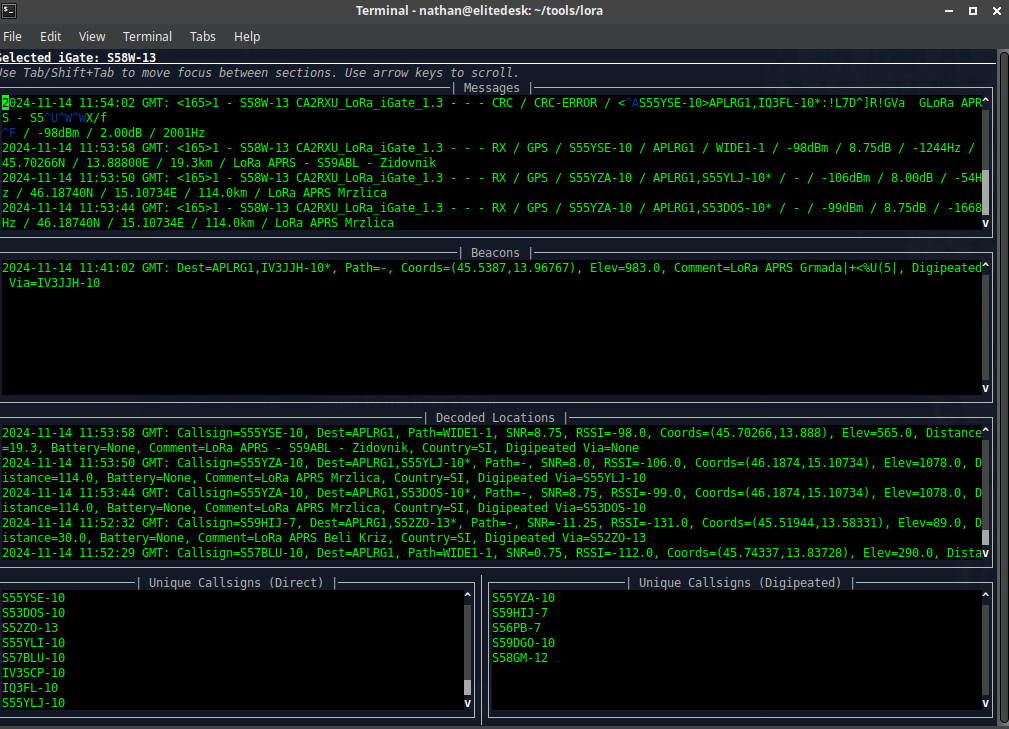 Terminal - nathan@elitedesk: ~/tools/lora
File Edit View Terminal Tabs Help
Selected iGate: S58W-13
Use Tab/Shift+Tab to move focus between sections. Use arrow keys to scroll.
| Messages |
2024-11-14 11:54:02 GMT: <165>1 - S58W-13 CA2RXU_LoRa_iGate_1.3 - - - CRC / CRC-ERROR / <^AS55YSE-10>APLRG1,IQ3FL-10*:!L7D^]R!GVa  GLoRa APR
S - S5^U^W^WX/f
^F / -98dBm / 2.00dB / 2001Hz
2024-11-14 11:53:58 GMT: <165>1 - S58W-13 CA2RXU_LoRa_iGate_1.3 - - - RX / GPS / S55YSE-10 / APLRG1 / WIDE1-1 / -98dBm / 8.75dB / -1244Hz /
45.70266N / 13.88800E / 19.3km / LoRa APRS - S59ABL - Zidovnik
2024-11-14 11:53:50 GMT: <165>1 - S58W-13 CA2RXU_LoRa_iGate_1.3 - - - RX / GPS / S55YZA-10 / APLRG1,S55YLJ-10* / - / -106dBm / 8.00dB / -54H
z / 46.18740N / 15.10734E / 114.0km / LoRa APRS Mrzlica
2024-11-14 11:53:44 GMT: <165>1 - S58W-13 CA2RXU_LoRa_iGate_1.3 - - - RX / GPS / S55YZA-10 / APLRG1,S53DOS-10* / - / -99dBm / 8.75dB / -1668
Hz / 46.18740N / 15.10734E / 114.0km / LoRa APRS Mrzlica
| Beacons |
2024-11-14 11:41:02 GMT: Dest=APLRG1,IV3JJH-10*, Path=-, Coords=(45.5387,13.96767), Elev=983.0, Comment=LoRa APRS Grmada|+<%U(5|, Digipeated
Via=IV3JJH-10
| Decoded Locations |
2024-11-14 11:53:58 GMT: Callsign=S55YSE-10, Dest=APLRG1, Path=WIDE1-1, SNR=8.75, RSSI=-98.0, Coords=(45.70266,13.888), Elev=565.0, Distance
=19.3, Battery=None, Comment=LoRa APRS - S59ABL - Zidovnik, Country=SI, Digipeated Via=None
2024-11-14 11:53:50 GMT: Callsign=S55YZA-10, Dest=APLRG1,S55YLJ-10*, Path=-, SNR=8.0, RSSI=-106.0, Coords=(46.1874,15.10734), Elev=1078.0, D
istance=114.0, Battery=None, Comment=LoRa APRS Mrzlica, Country=SI, Digipeated Via=S55YLJ-10
2024-11-14 11:53:44 GMT: Callsign=S55YZA-10, Dest=APLRG1,S53DOS-10*, Path=-, SNR=8.75, RSSI=-99.0, Coords=(46.1874,15.10734), Elev=1078.0, D
istance=114.0, Battery=None, Comment=LoRa APRS Mrzlica, Country=SI, Digipeated Via=S53DOS-10
2024-11-14 11:52:32 GMT: Callsign=S59HIJ-7, Dest=APLRG1,S52ZO-13*, Path=-, SNR=-11.25, RSSI=-131.0, Coords=(45.51944,13.58331), Elev=89.0, D
istance=30.0, Battery=None, Comment=LoRa APRS Beli Kriz, Country=SI, Digipeated Via=S52ZO-13
2024-11-14 11:52:29 GMT: Callsign=S57BLU-10, Dest=APLRG1, Path=WIDE1-1, SNR=0.75, RSSI=-112.0, Coords=(45.74337,13.83728), Elev=290.0, Dista
| Unique Callsigns (Direct) |
S55YSE-10
S53DOS-10
S52ZO-13
S55YLI-10
S57BLU-10
IV3SCP-10
IQ3FL-10
S55YLJ-10
| Unique Callsigns (Digipeated) |
S55YZA-10
S59HIJ-7
S56PB-7
S59DGO-10
S58GM-12